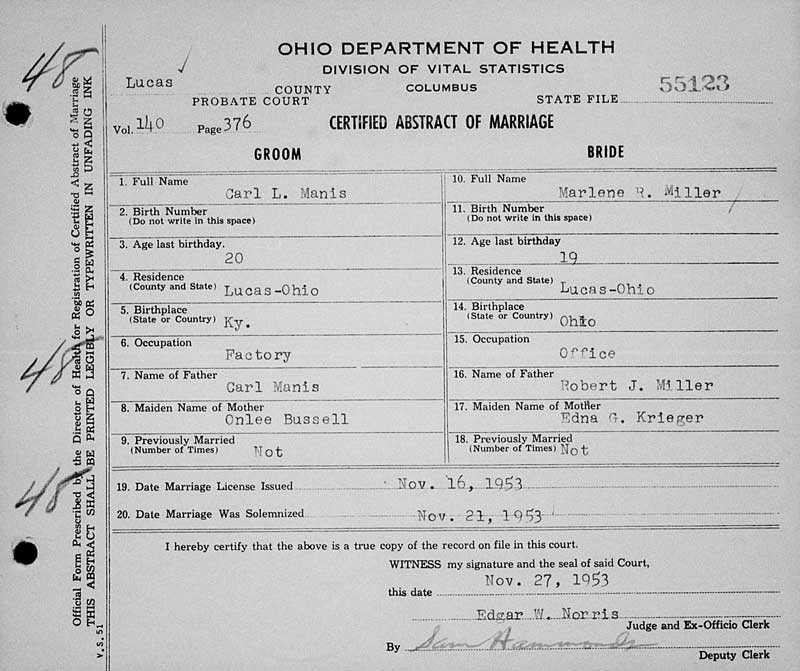 OHIO DEPARTMENT OF HEALTH
DIVISION OF VITAL STATISTICS
COLUMBUS
Lucas COUNTY
PROBATE COURT
STATE FILE 55123
Vol. 140 Page 376
CERTIFIED ABSTRACT OF MARRIAGE
GROOM
1. Full Name Carl L. Manis
2. Birth Number
(Do not write in this space)
3. Age last birthday. 20
4. Residence
(County and State) Lucas-Ohio
5. Birthplace
(State or Country) Ky.
6. Occupation Factory
7. Name of Father Carl Manis
8. Maiden Name of Mother Onlee Bussell
9. Previously Married
(Number of Times) Not
BRIDE
10. Full Name Marlene R. Miller
11. Birth Number
(Do not write in this space)
12. Age last birthday 19
13. Residence
(County and State) Lucas-Ohio
14. Birthplace
(State or Country) Ohio
15. Occupation Office
16. Name of Father Robert J. Miller
17. Maiden Name of Mother Edna G. Krieger
18. Previously Married
(Number of Times) Not
19. Date Marriage License Issued Nov. 16, 1953
20. Date Marriage Was Solemnized Nov. 21, 1953
I hereby certify that the above is a true copy of the record on file in this court.
WITNESS my signature and the seal of said Court,
this date Nov. 27, 1953
Edgar W. Norris
Judge and Ex-Officio Clerk
By Sam Hammonds
Deputy Clerk
Official Form Prescribed by the Director of Health for Registration of Certified Abstract of Marriage
THIS ABSTRACT SHALL BE PRINTED LEGIBLY OR TYPEWRITTEN IN UNFADING INK
V.S. 51
48
48
48